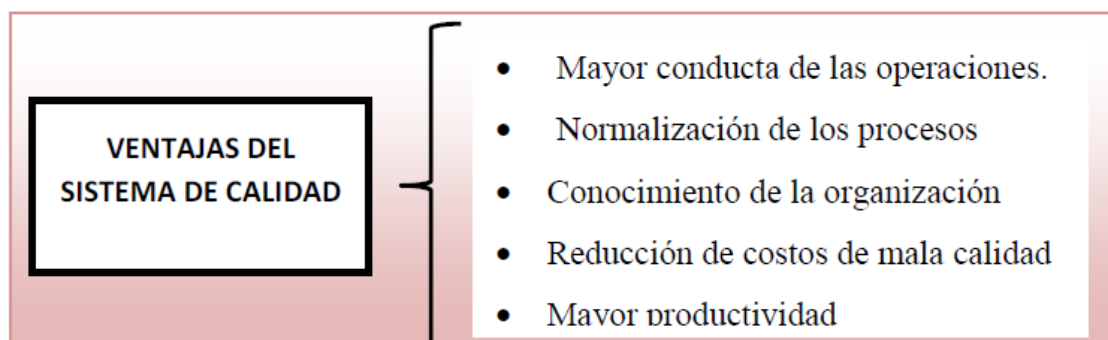 VENTAJAS DEL
SISTEMA DE CALIDAD
• Mayor conducta de las operaciones.
• Normalización de los procesos
• Conocimiento de la organización
• Reducción de costos de mala calidad
• Mayor productividad